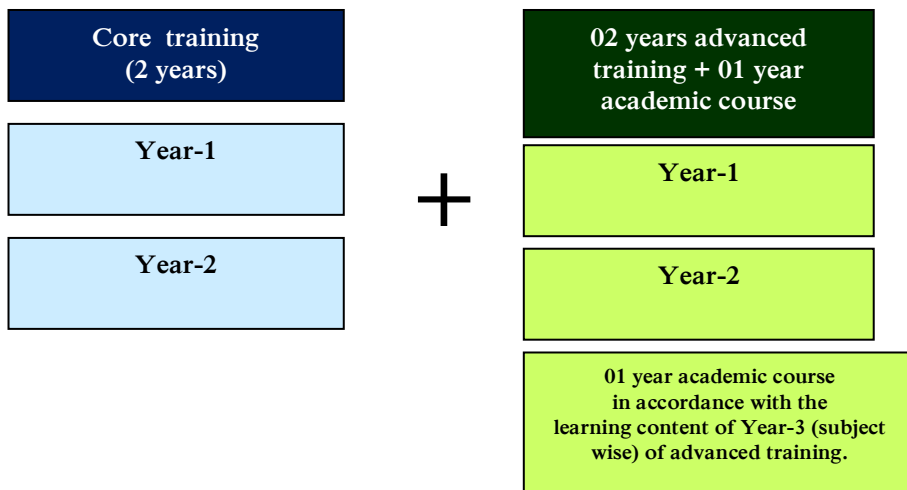 Core training
(2 years)
Year-1
Year-2
+
02 years advanced
training + 01 year
academic course
Year-1
Year-2
01 year academic course
in accordance with the
learning content of Year-3 (subject
wise) of advanced training.